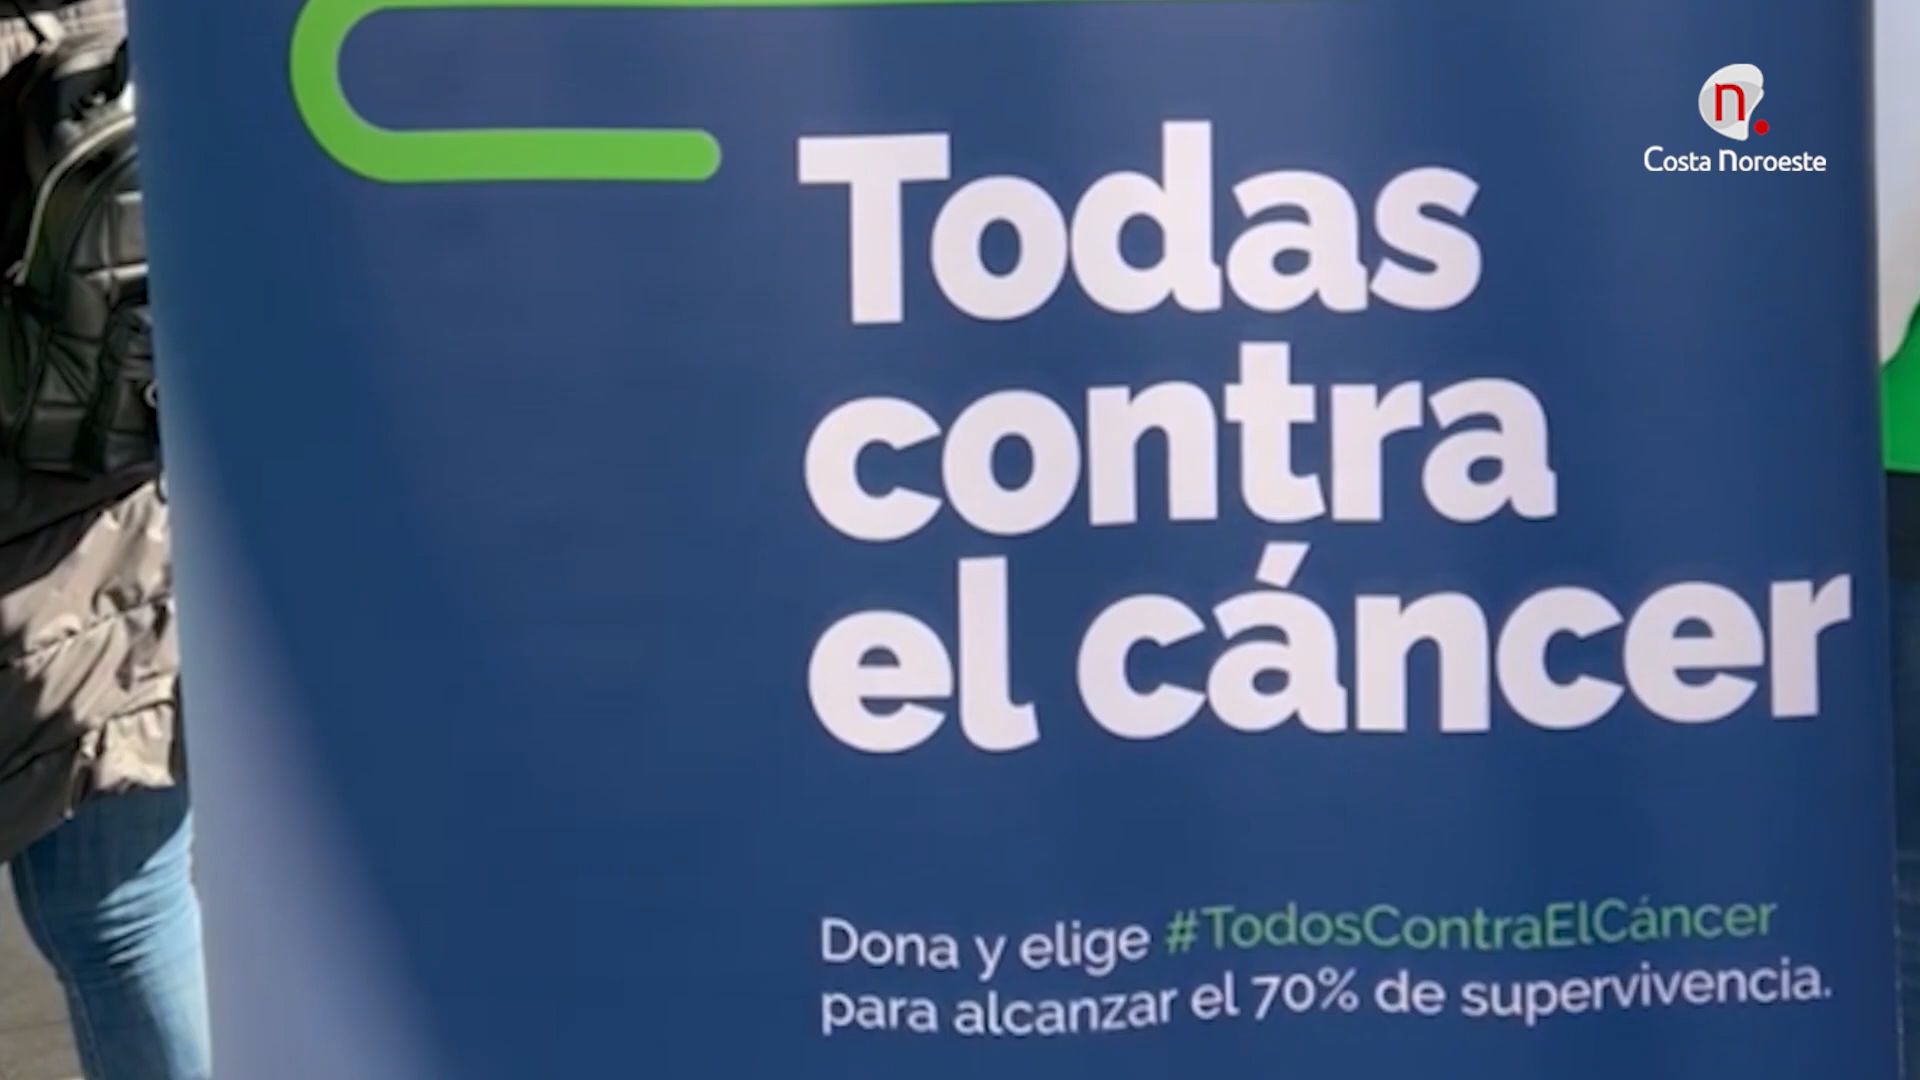 n.
Costa Noroeste
Todas
contra
el cáncer
Dona y elige #TodosContraElCáncer
para alcanzar el 70% de supervivencia.